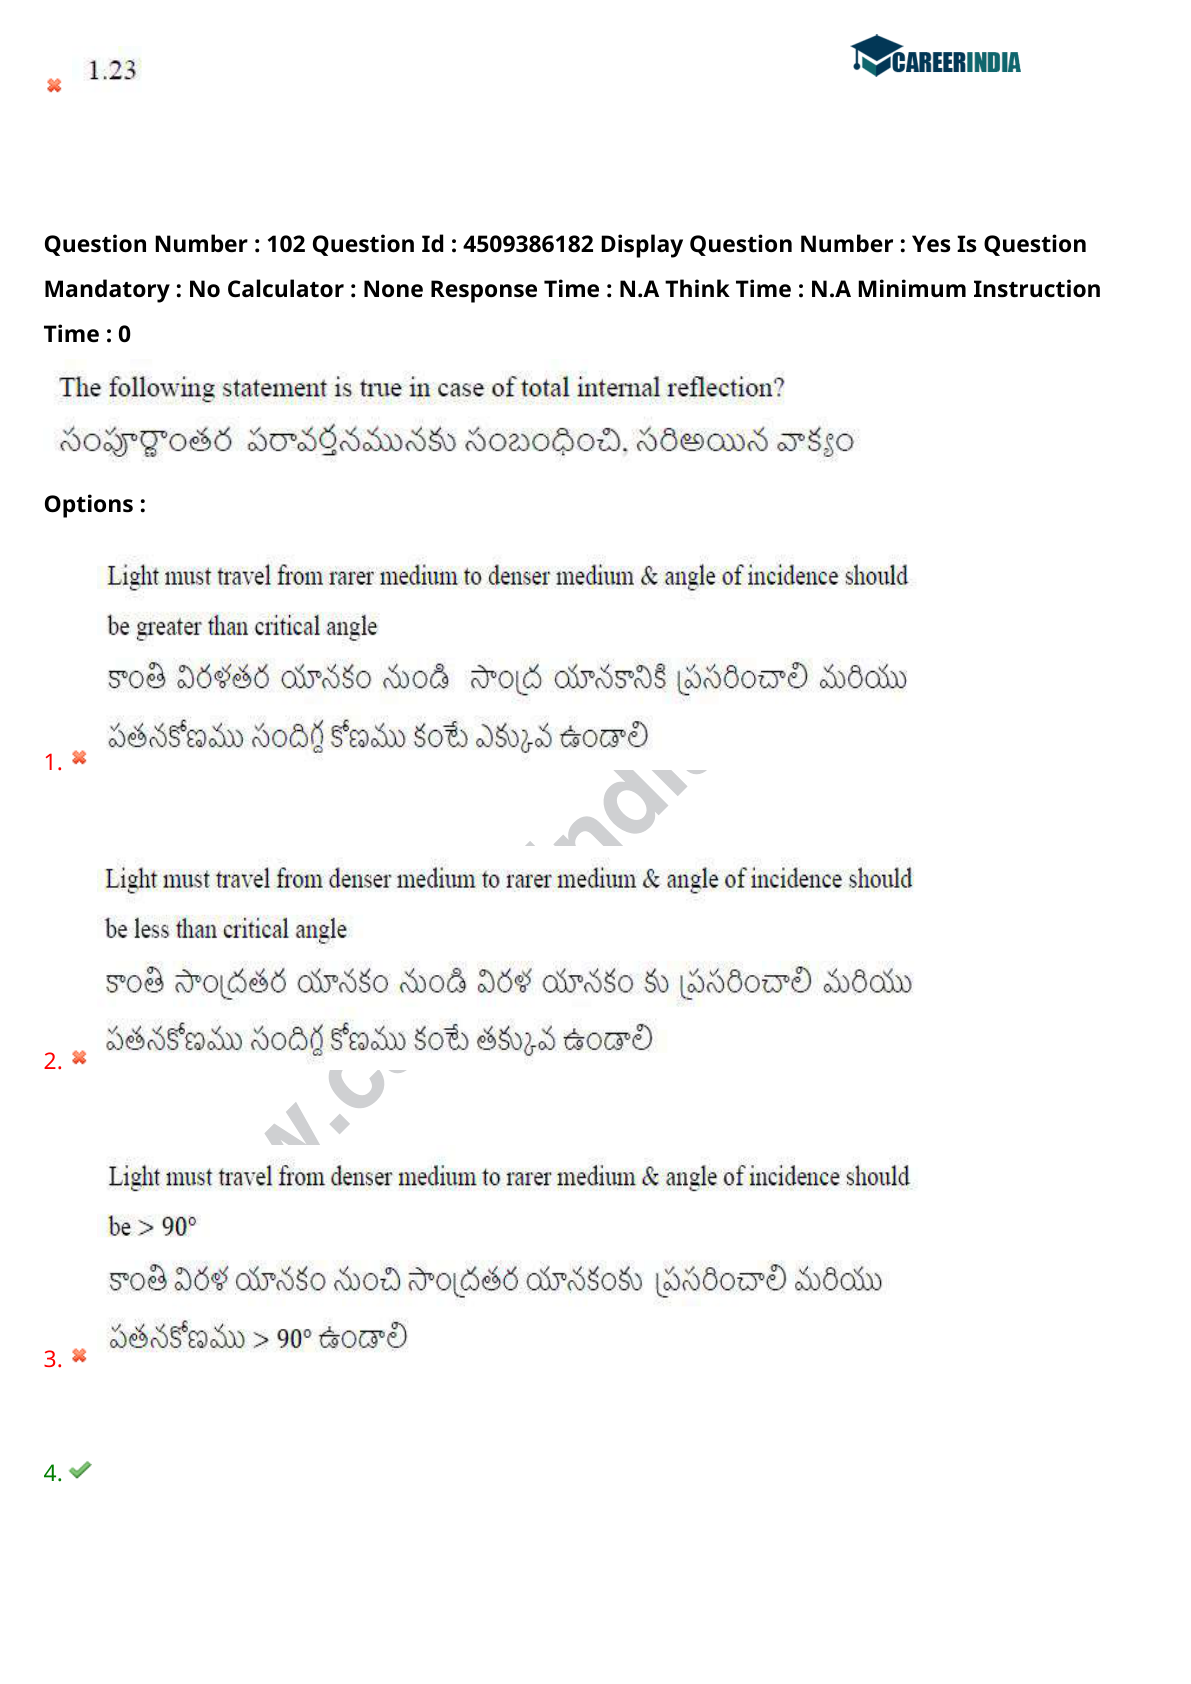 1.23
CAREERINDIA
Question Number : 102 Question Id : 4509386182 Display Question Number : Yes Is Question
Mandatory : No Calculator : None Response Time : N.A Think Time : N.A Minimum Instruction
Time : 0
The following statement is true in case of total internal reflection?
సంపూర్ణాంతర పరావర్తనమునకు సంబంధించి, సరిఅయిన వాక్యం
Options :
Light must travel from rarer medium to denser medium & angle of incidence should
be greater than critical angle
కాంతి విరళతర యానకం నుండి సాంద్ర యానకానికి ప్రసరించాలి మరియు
పతనకోణము సందిగ్ద కోణము కంటే ఎక్కువ ఉండాలి
1.
Light must travel from denser medium to rarer medium & angle of incidence should
be less than critical angle
కాంతి సాంద్రతర యానకం నుండి విరళ యానకం కు ప్రసరించాలి మరియు
పతనకోణము సందిగ్ద కోణము కంటే తక్కువ ఉండాలి
2.
Light must travel from denser medium to rarer medium & angle of incidence should
be > 90°
కాంతి విరళ యానకం నుంచి సాంద్రతర యానకంకు ప్రసరించాలి మరియు
పతనకోణము > 90° ఉండాలి
3.
4.